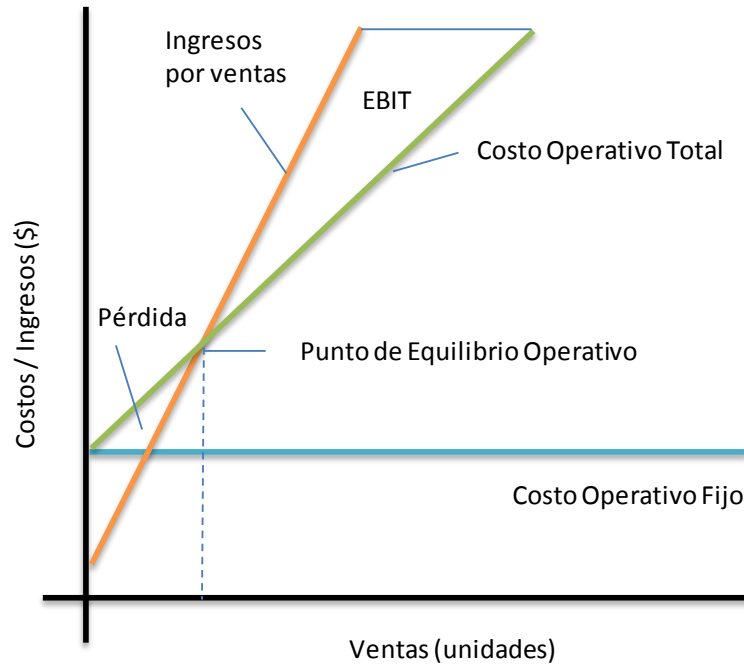 Ingresos
por ventas
EBIT
Costo Operativo Total
Costos / Ingresos ($)
Pérdida
Punto de Equilibrio Operativo
Costo Operativo Fijo
Ventas (unidades)